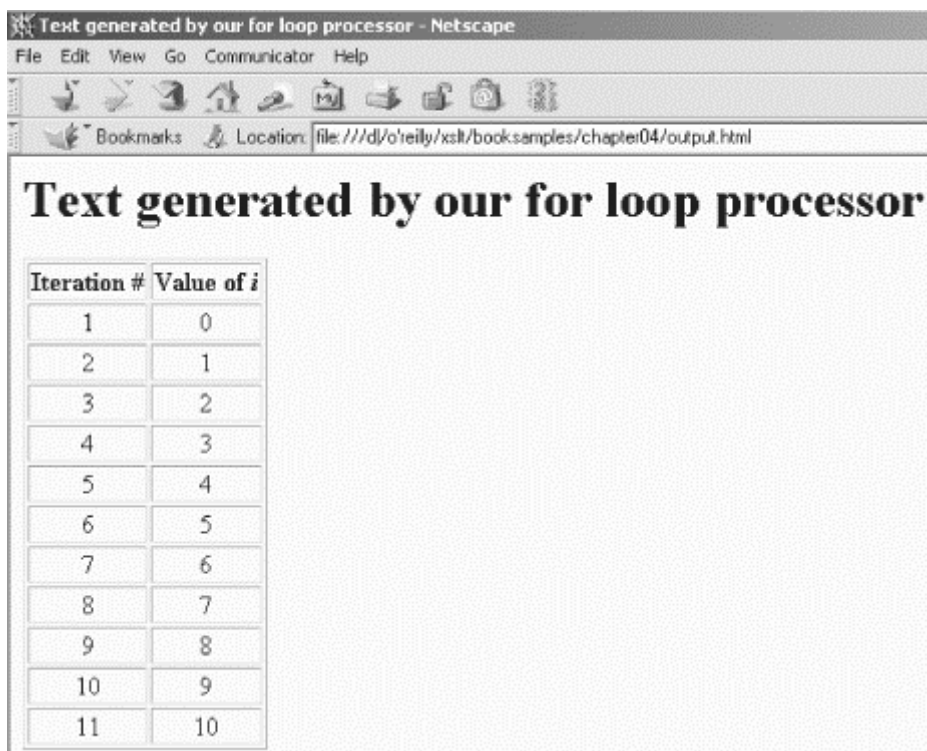 Text generated by our for loop processor - Netscape
File Edit View Go Communicator Help
My
Bookmarks Location: file:///d|/o'reilly/xslt/booksamples/chapter04/output.html
Text generated by our for loop processor
Iteration # Value of i
1 0
2 1
3 2
4 3
5 4
6 5
7 6
8 7
9 8
10 9
11 10